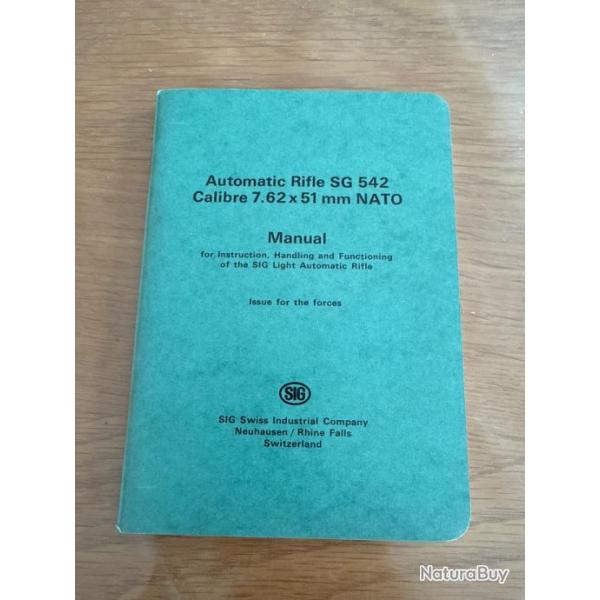 Automatic Rifle SG 542
Calibre 7.62 x 51 mm NATO
Manual
for Instruction, Handling and Functioning
of the SIG Light Automatic Rifle
Issue for the forces
SIG
SIG Swiss Industrial Company
Neuhausen / Rhine Falls
Switzerland
NaturaBuy